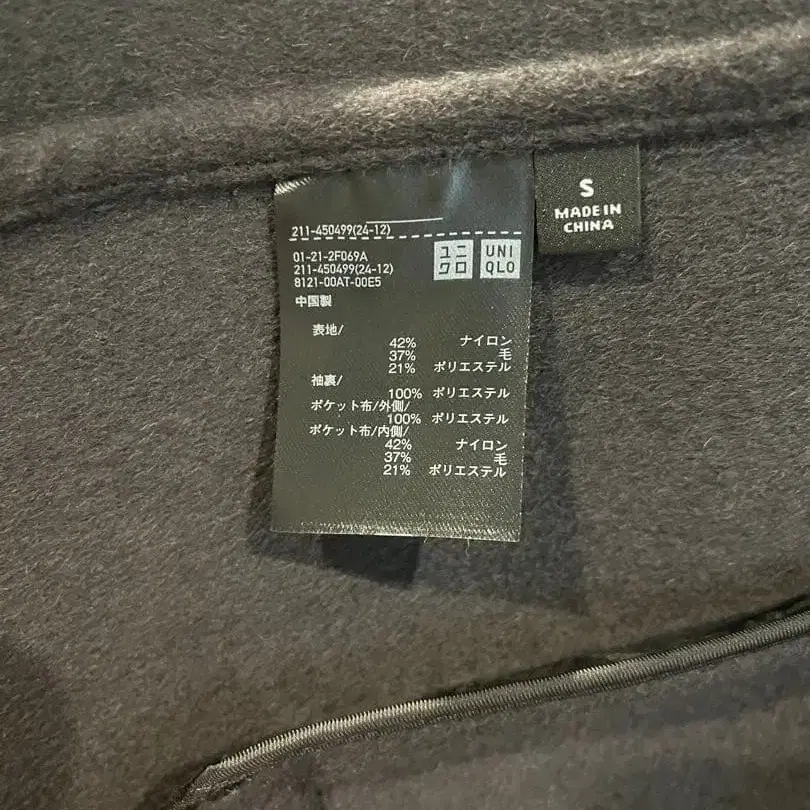 211-450499(24-12)
01-21-2F069A
211-450499(24-12)
8121-00AT-00E5
中国製
ユニ
クロ
UNI
QLO
表地/
42% ナイロン
37% 毛
21% ポリエステル
袖裏/
100% ポリエステル
ポケット布/外側/
100% ポリエステル
ポケット布/内側/
42% ナイロン
37% 毛
21% ポリエステル
S
MADE IN
CHINA